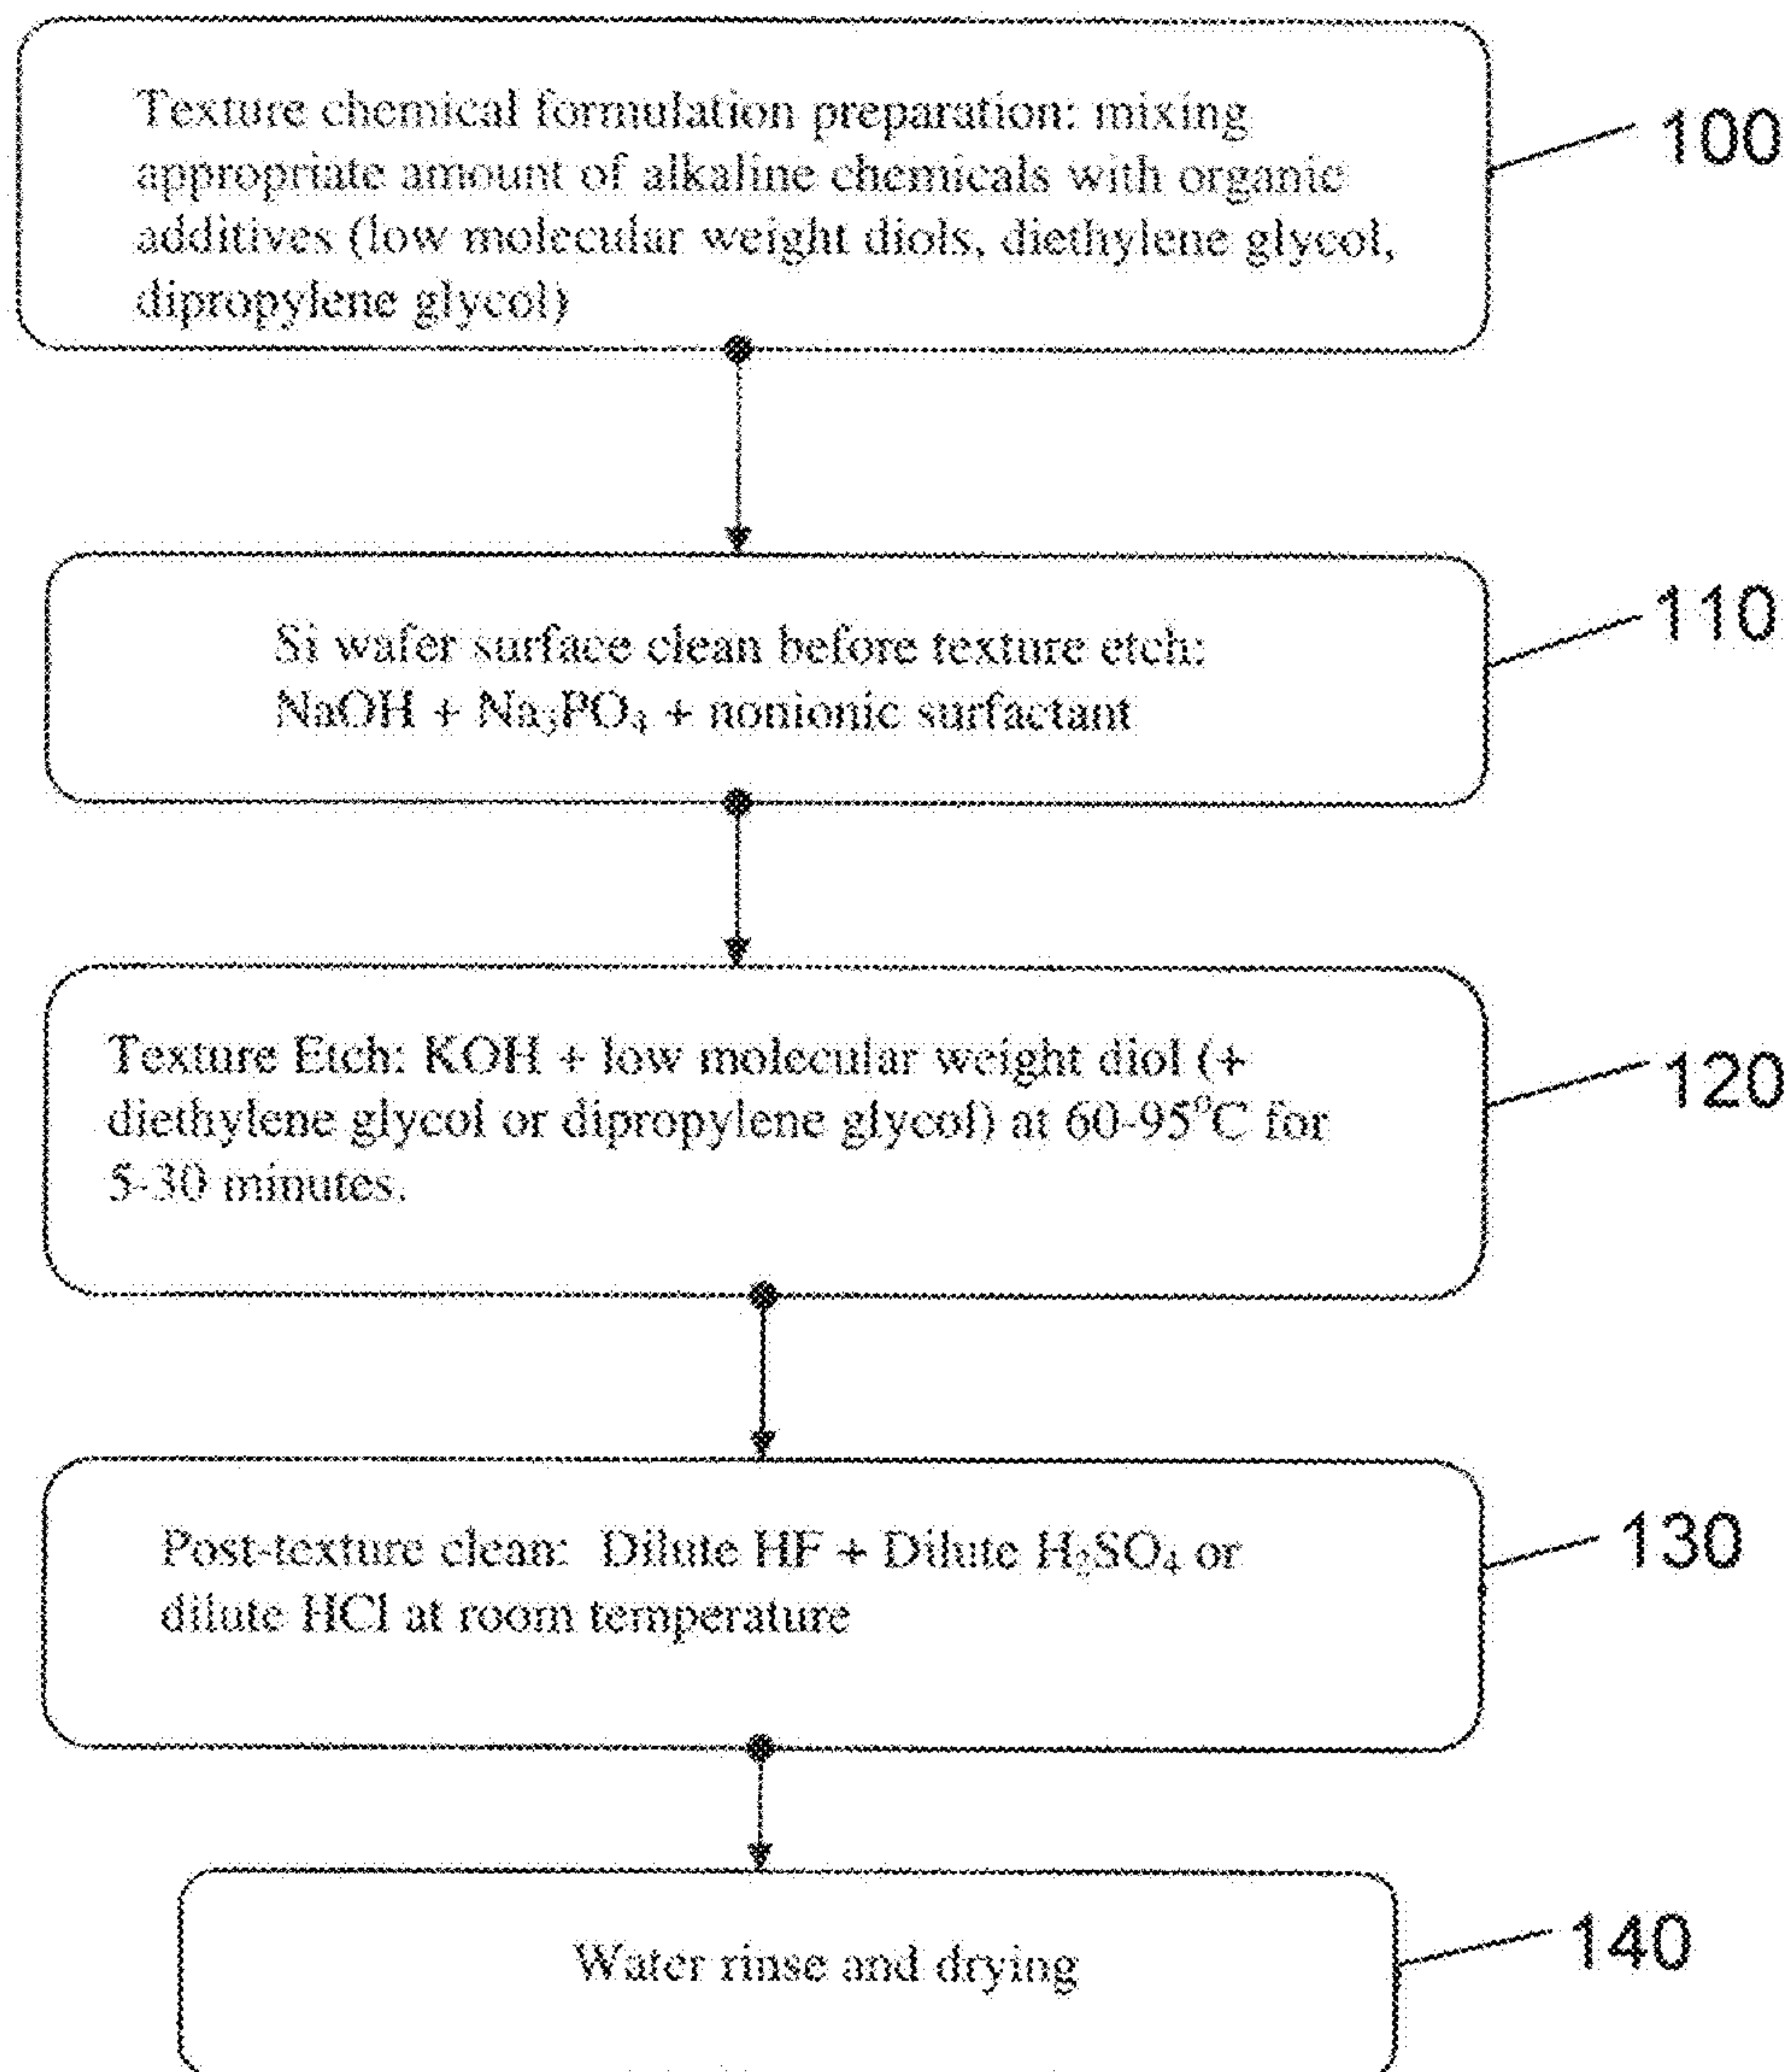 Texture chemical formulation preparation: mixing
100
appropriate amount of alkaline chemicals with organic
additives (low molecular weight diols, diethylene glycol,
dipropylene glycol)
Si wafer surface clean before texture etch:
110
NaOH + Na₃PO₄ + nonionic surfactant
Texture Etch: KOH + low molecular weight diol (+
120
diethylene glycol or dipropylene glycol) at 60-95⁰C for
5-30 minutes.
Post-texture clean: Dilute HF + Dilute H₂SO₄ or
130
dilute HCl at room temperature
Water rinse and drying
140